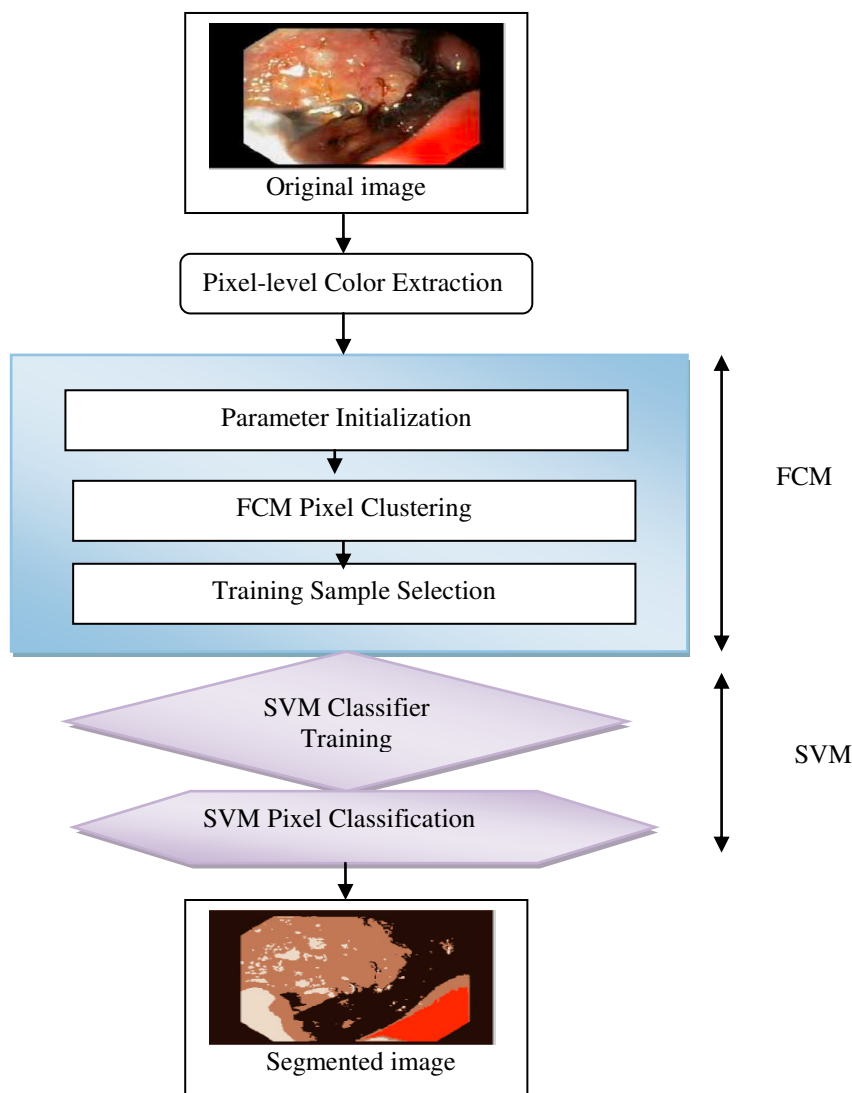 Original image
Pixel-level Color Extraction
Parameter Initialization
FCM Pixel Clustering
Training Sample Selection
FCM
SVM Classifier
Training
SVM Pixel Classification
SVM
Segmented image